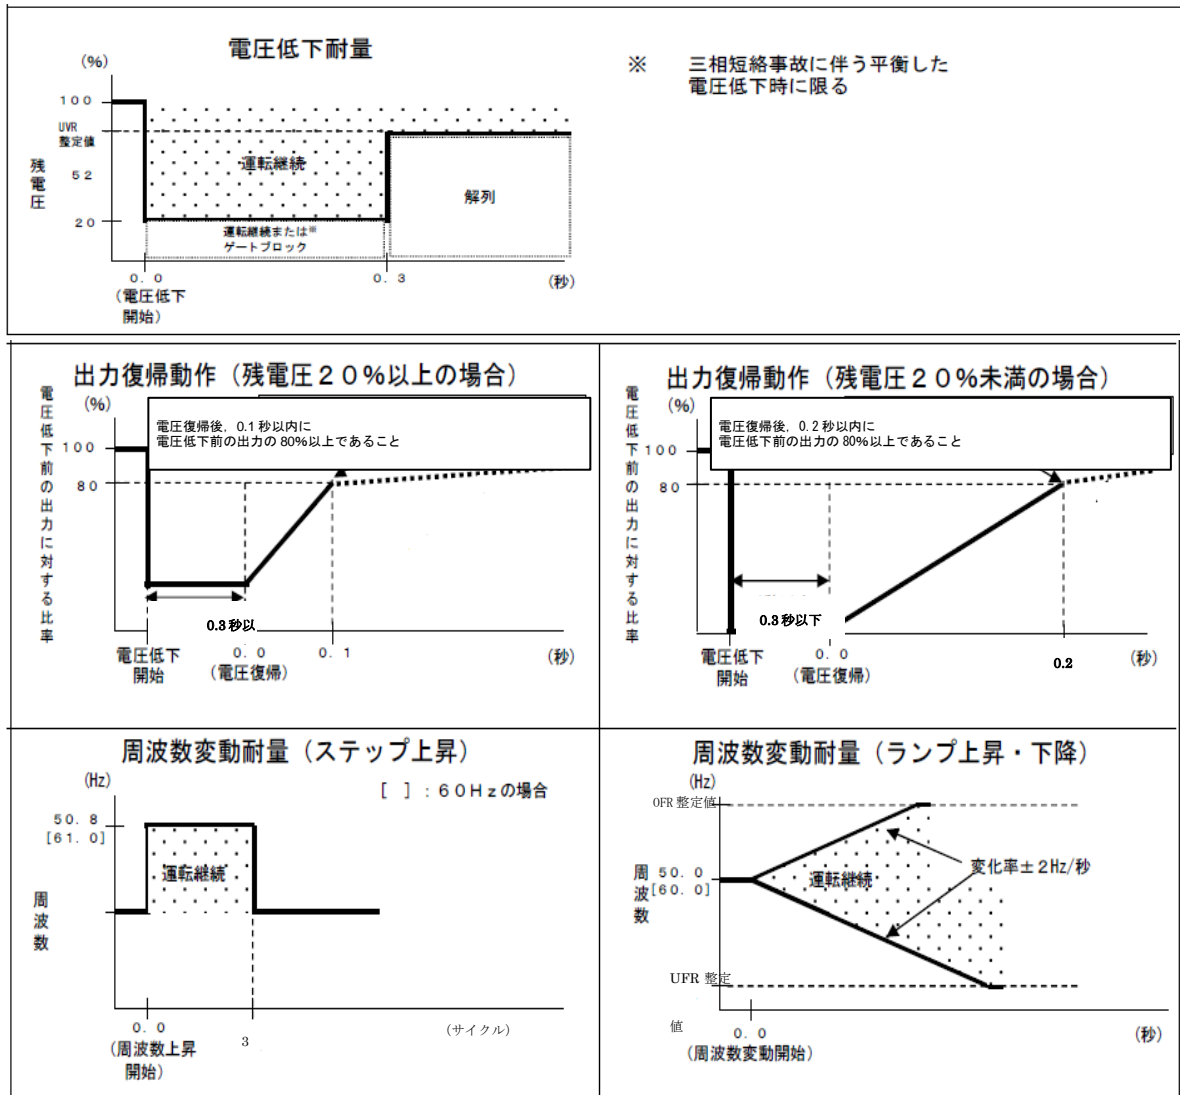 電圧低下耐量
(%)
100
UVR
整定値
残電圧
52
20
運転継続
解列
運転継続または※
ゲートブロック
0.0
(電圧低下
開始)
0.3
(秒)
※ 三相短絡事故に伴う平衡した
電圧低下時に限る
出力復帰動作(残電圧20%以上の場合)
(%)
電圧低下前の出力に対する比率
電圧復帰後,0.1秒以内に
電圧低下前の出力の80%以上であること
100
80
0.3秒以
電圧低下
開始
0.0
(電圧復帰)
0.1
(秒)
出力復帰動作(残電圧20%未満の場合)
(%)
電圧低下前の出力に対する比率
電圧復帰後,0.2秒以内に
電圧低下前の出力の80%以上であること
100
80
0.3秒以下
電圧低下
開始
0.0
(電圧復帰)
0.2
(秒)
周波数変動耐量(ステップ上昇)
(Hz)
[ ]:60Hzの場合
50.8
[61.0]
運転継続
周波数
0.0
(周波数上昇
開始)
3
(サイクル)
周波数変動耐量(ランプ上昇・下降)
(Hz)
OFR整定値
周波数
50.0
[60.0]
運転継続
変化率±2Hz/秒
UFR整定
値
0.0
(周波数変動開始)
(秒)